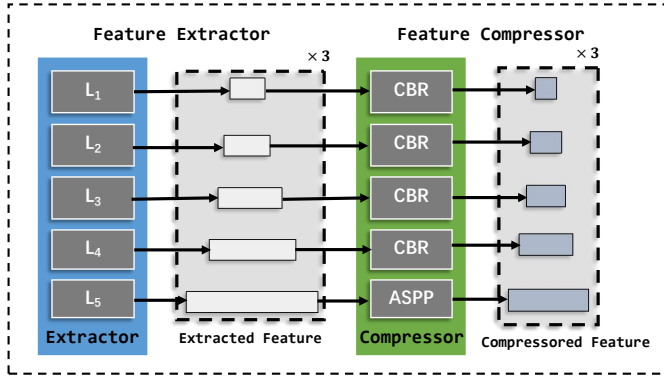 Feature Extractor
Feature Compressor
× 3
× 3
L1
CBR
L2
CBR
L3
CBR
L4
CBR
L5
ASPP
Extractor
Extracted Feature
Compressor
Compressored Feature